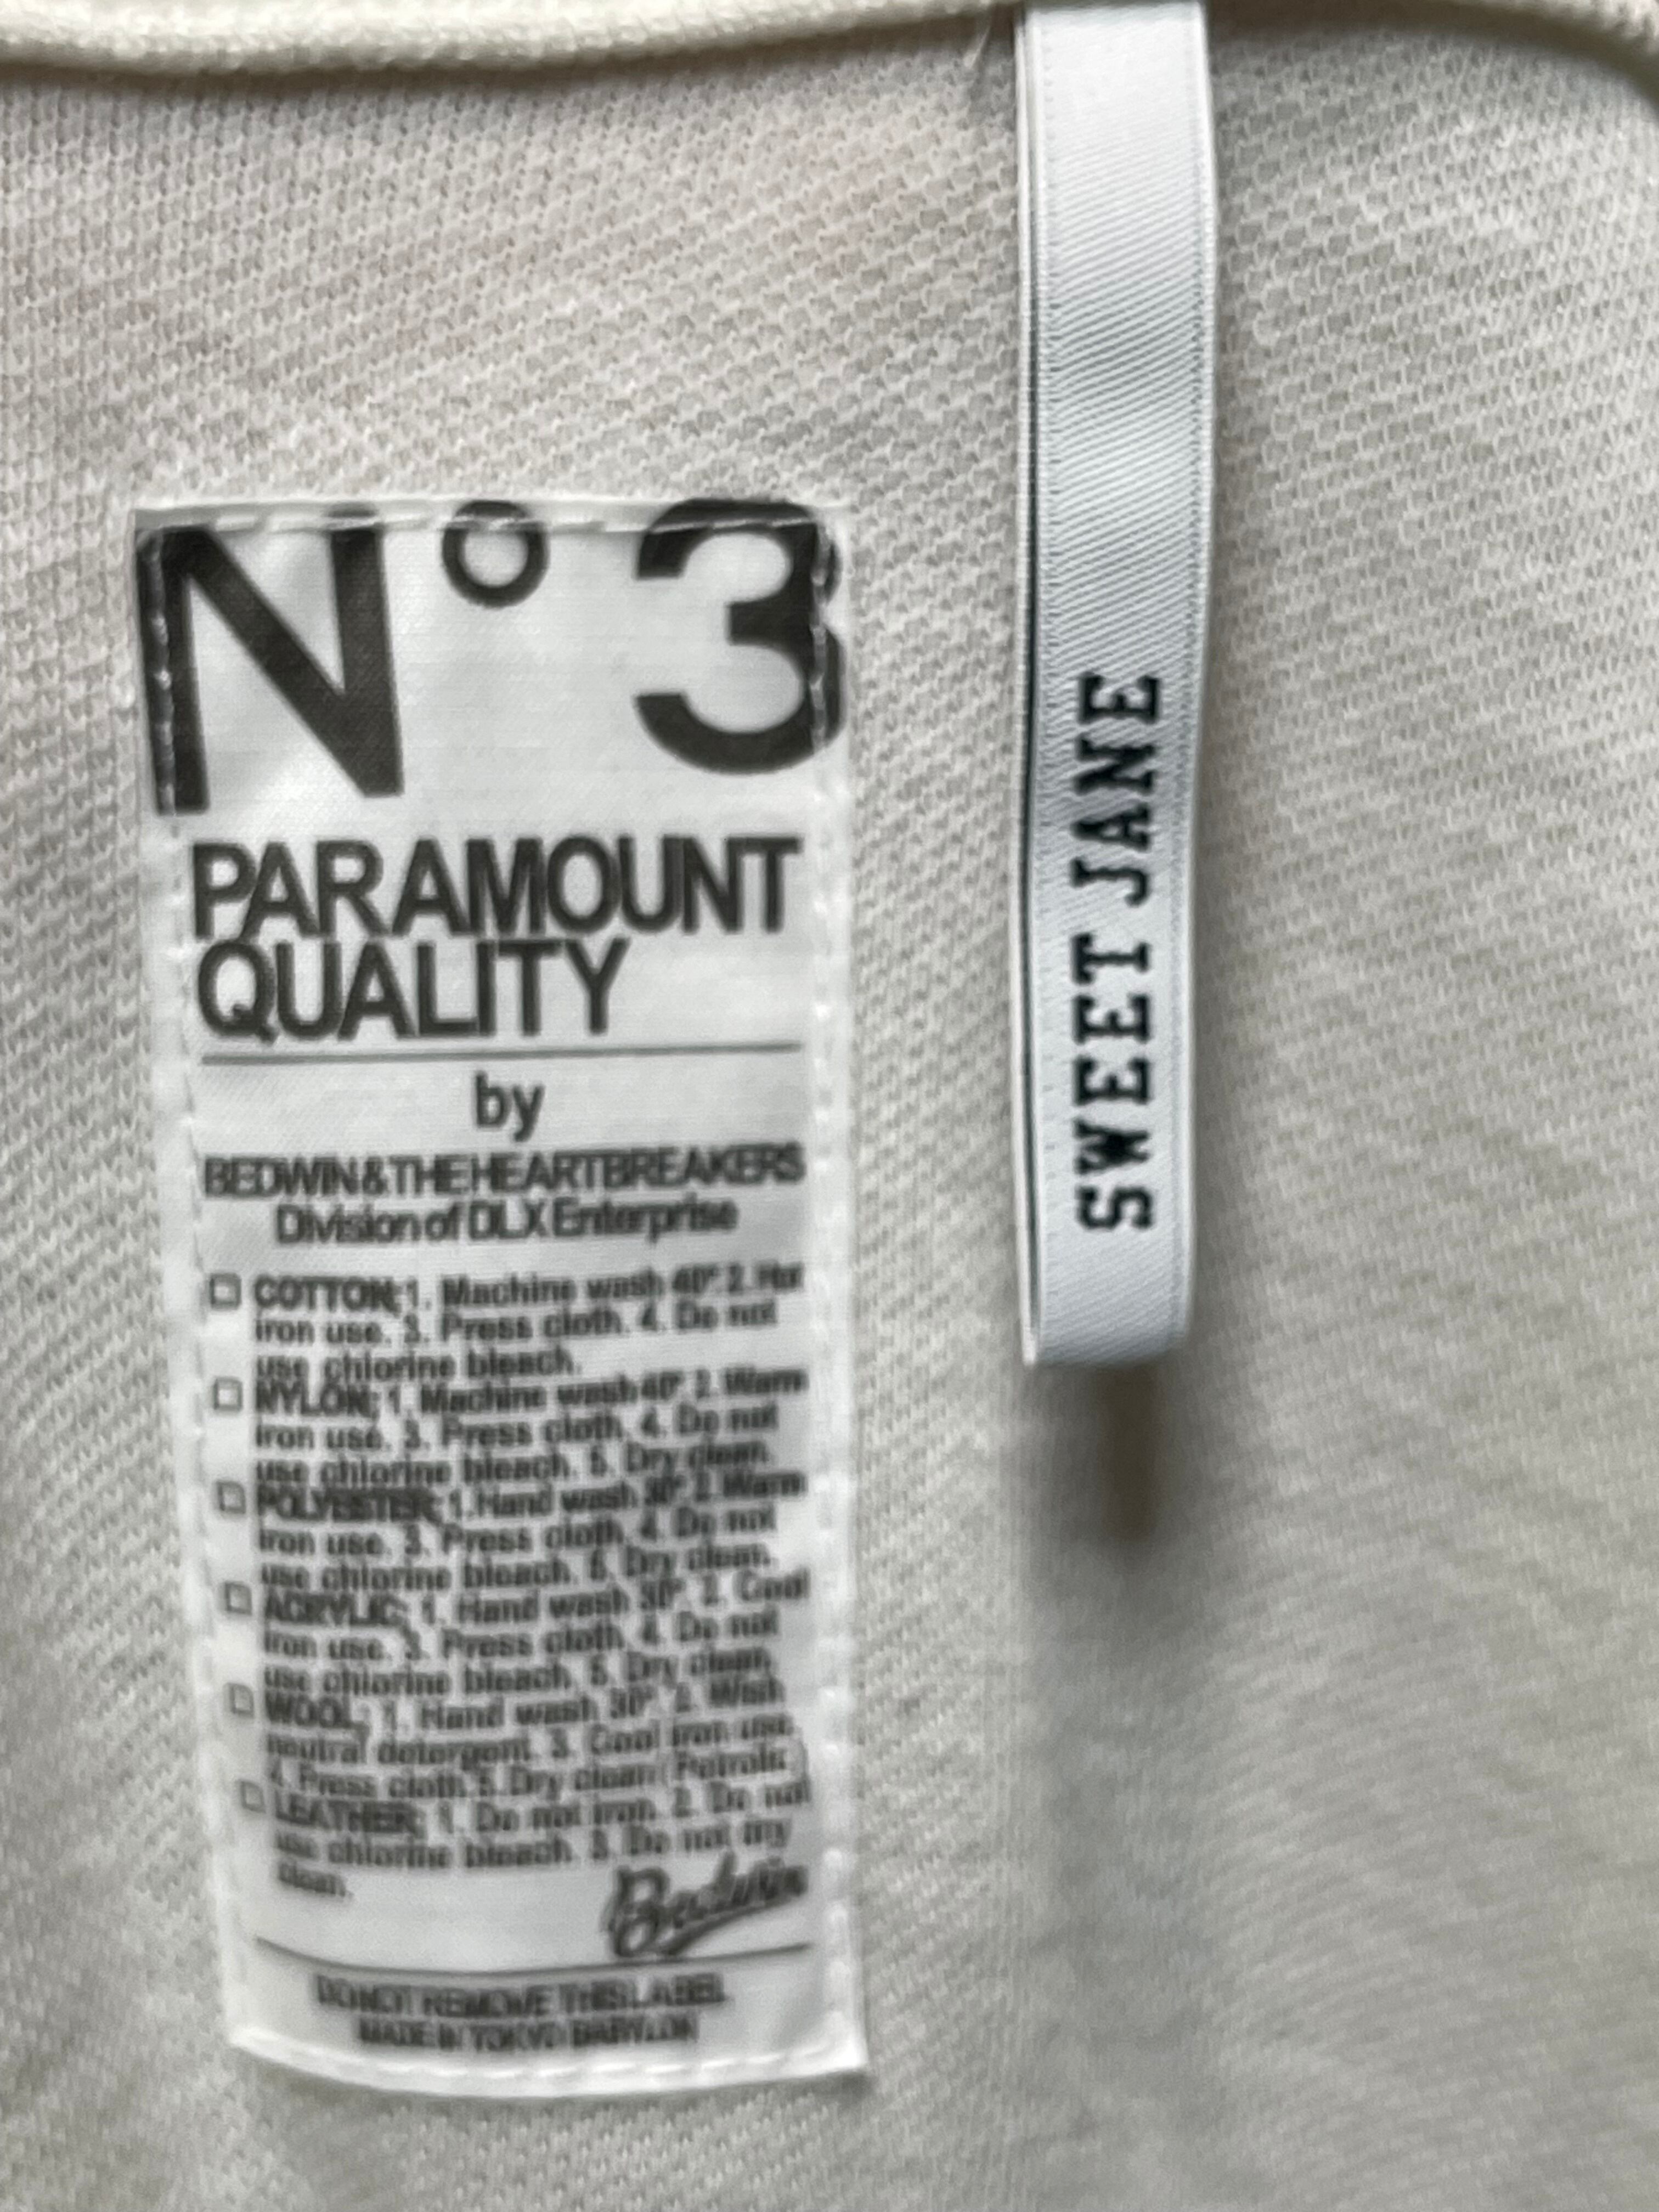 N° 3
PARAMOUNT
QUALITY
by
BEDWIN & THE HEARTBREAKERS
Division of DLX Enterprise
COTTON; 1. Machine wash 40°. 2. Hot
iron use. 3. Press cloth. 4. Do not
use chlorine bleach.
NYLON; 1. Machine wash 40°. 2. Warm
iron use. 3. Press cloth. 4. Do not
use chlorine bleach. 5. Dry clean.
POLYESTER; 1. Hand wash 30°. 2. Warm
iron use. 3. Press cloth. 4. Do not
use chlorine bleach. 5. Dry clean.
ACRYLIC; 1. Hand wash 30°. 2. Cool
iron use. 3. Press cloth. 4. Do not
use chlorine bleach. 5. Dry clean.
WOOL; 1. Hand wash 30°. 2. Wish
neutral detergent. 3. Cool iron use.
4. Press cloth. 5. Dry clean (Petrolic)
LEATHER; 1. Do not iron. 2. Do not
use chlorine bleach. 3. Do not dry
clean.
Bedwin
DO NOT REMOVE THIS LABEL
MADE IN TOKYO BABYLON
SWEET JANE